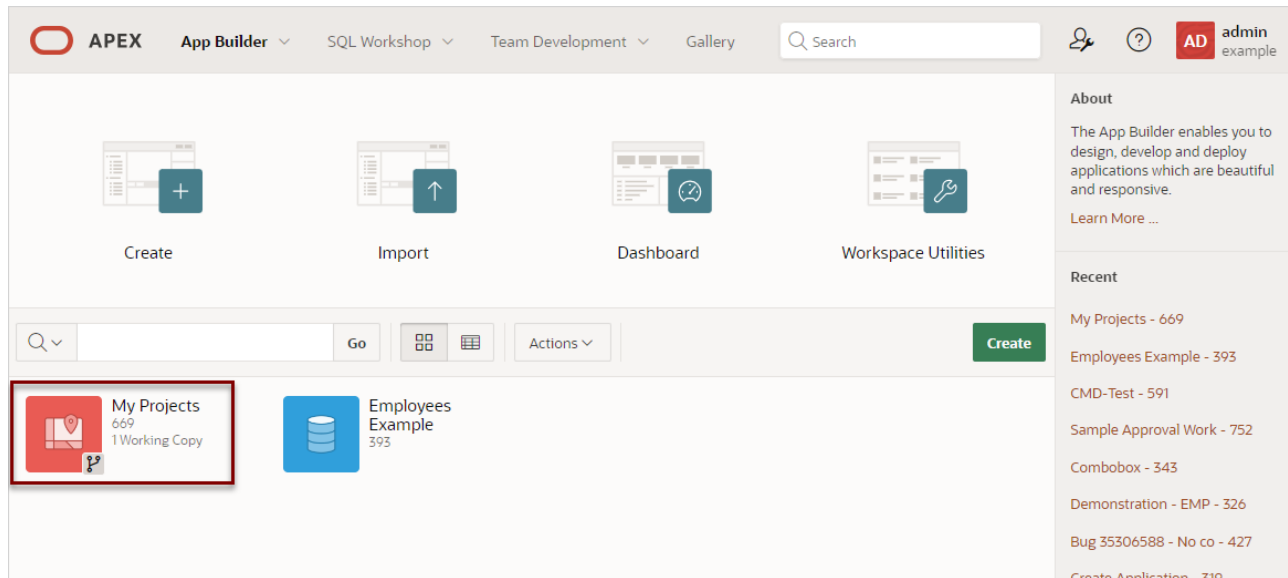 APEX App Builder SQL Workshop Team Development Gallery Search AD admin
example
About
The App Builder enables you to
design, develop and deploy
applications which are beautiful
and responsive.
Learn More ...
Create Import Dashboard Workspace Utilities
Recent
My Projects - 669
Go Actions Create
Employees Example - 393
CMD-Test - 591
My Projects
669
1 Working Copy
Employees
Example
393
Sample Approval Work - 752
Combobox - 343
Demonstration - EMP - 326
Bug 35306588 - No co - 427
Create Application - 319